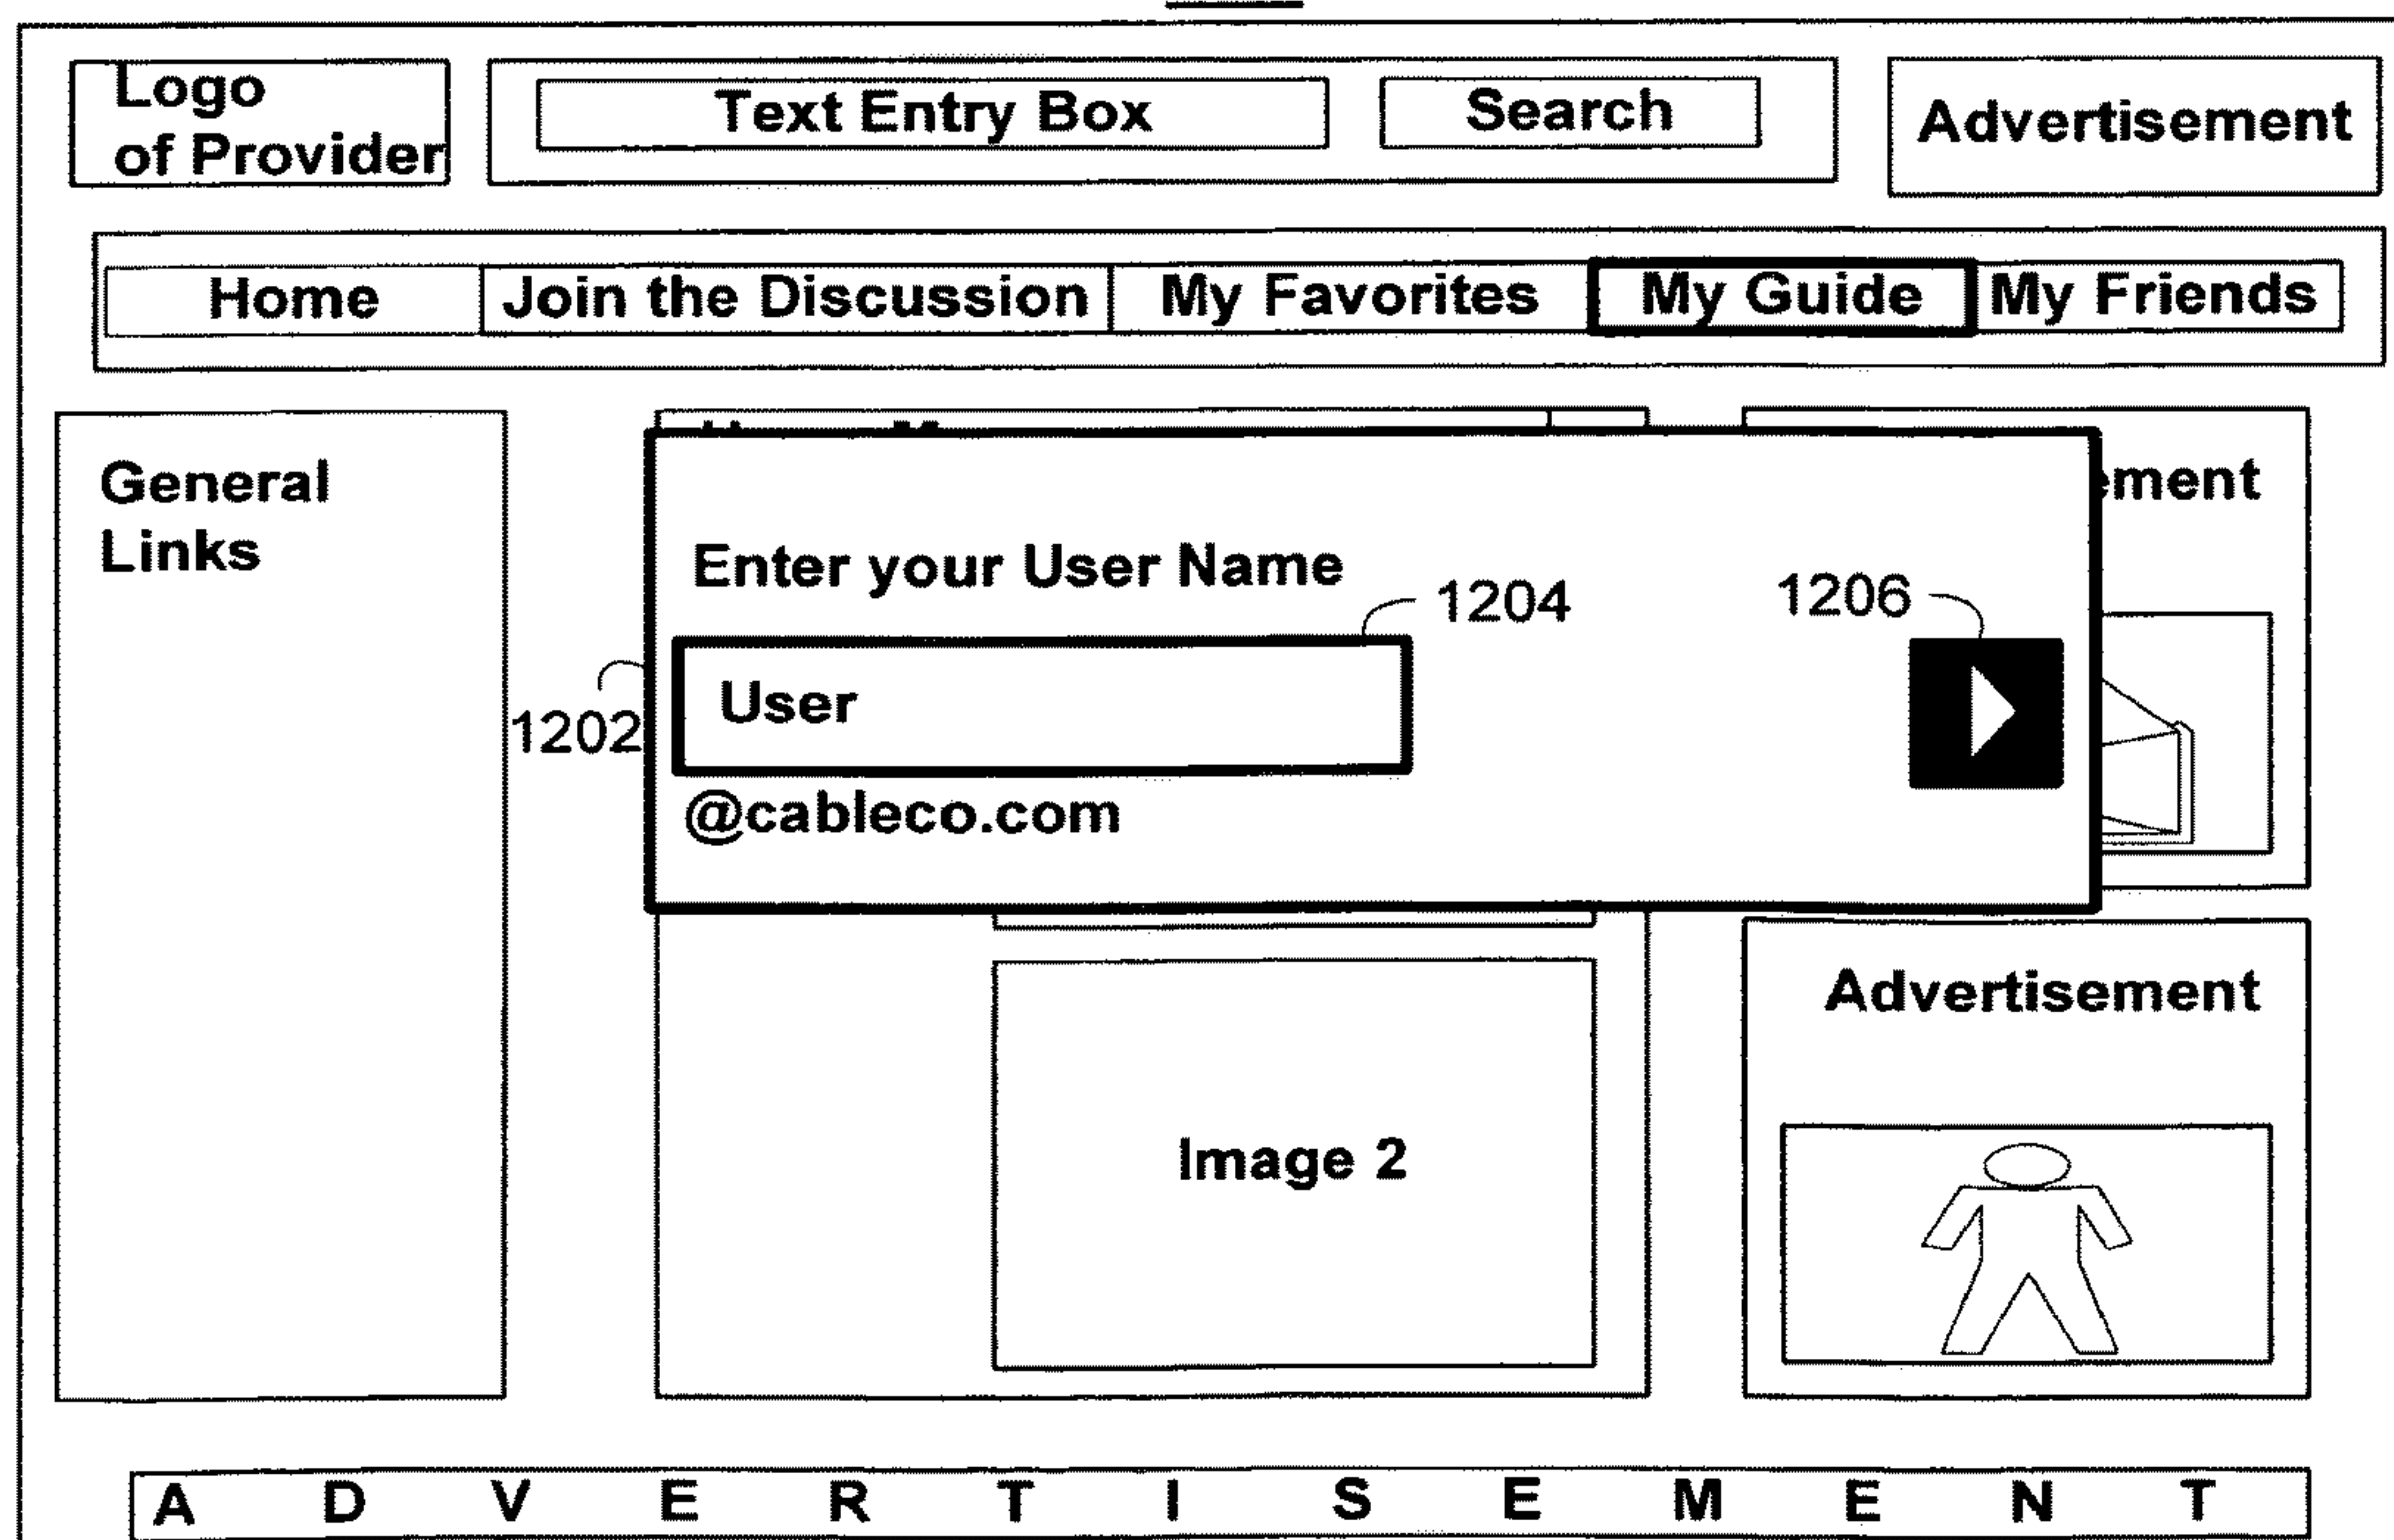 Logo
of Provider
Text Entry Box
Search
Advertisement
Home
Join the Discussion
My Favorites
My Guide
My Friends
General
Links
ement
Enter your User Name
1204
1206
1202
User
@cableco.com
Advertisement
Image 2
A D V E R T I S E M E N T